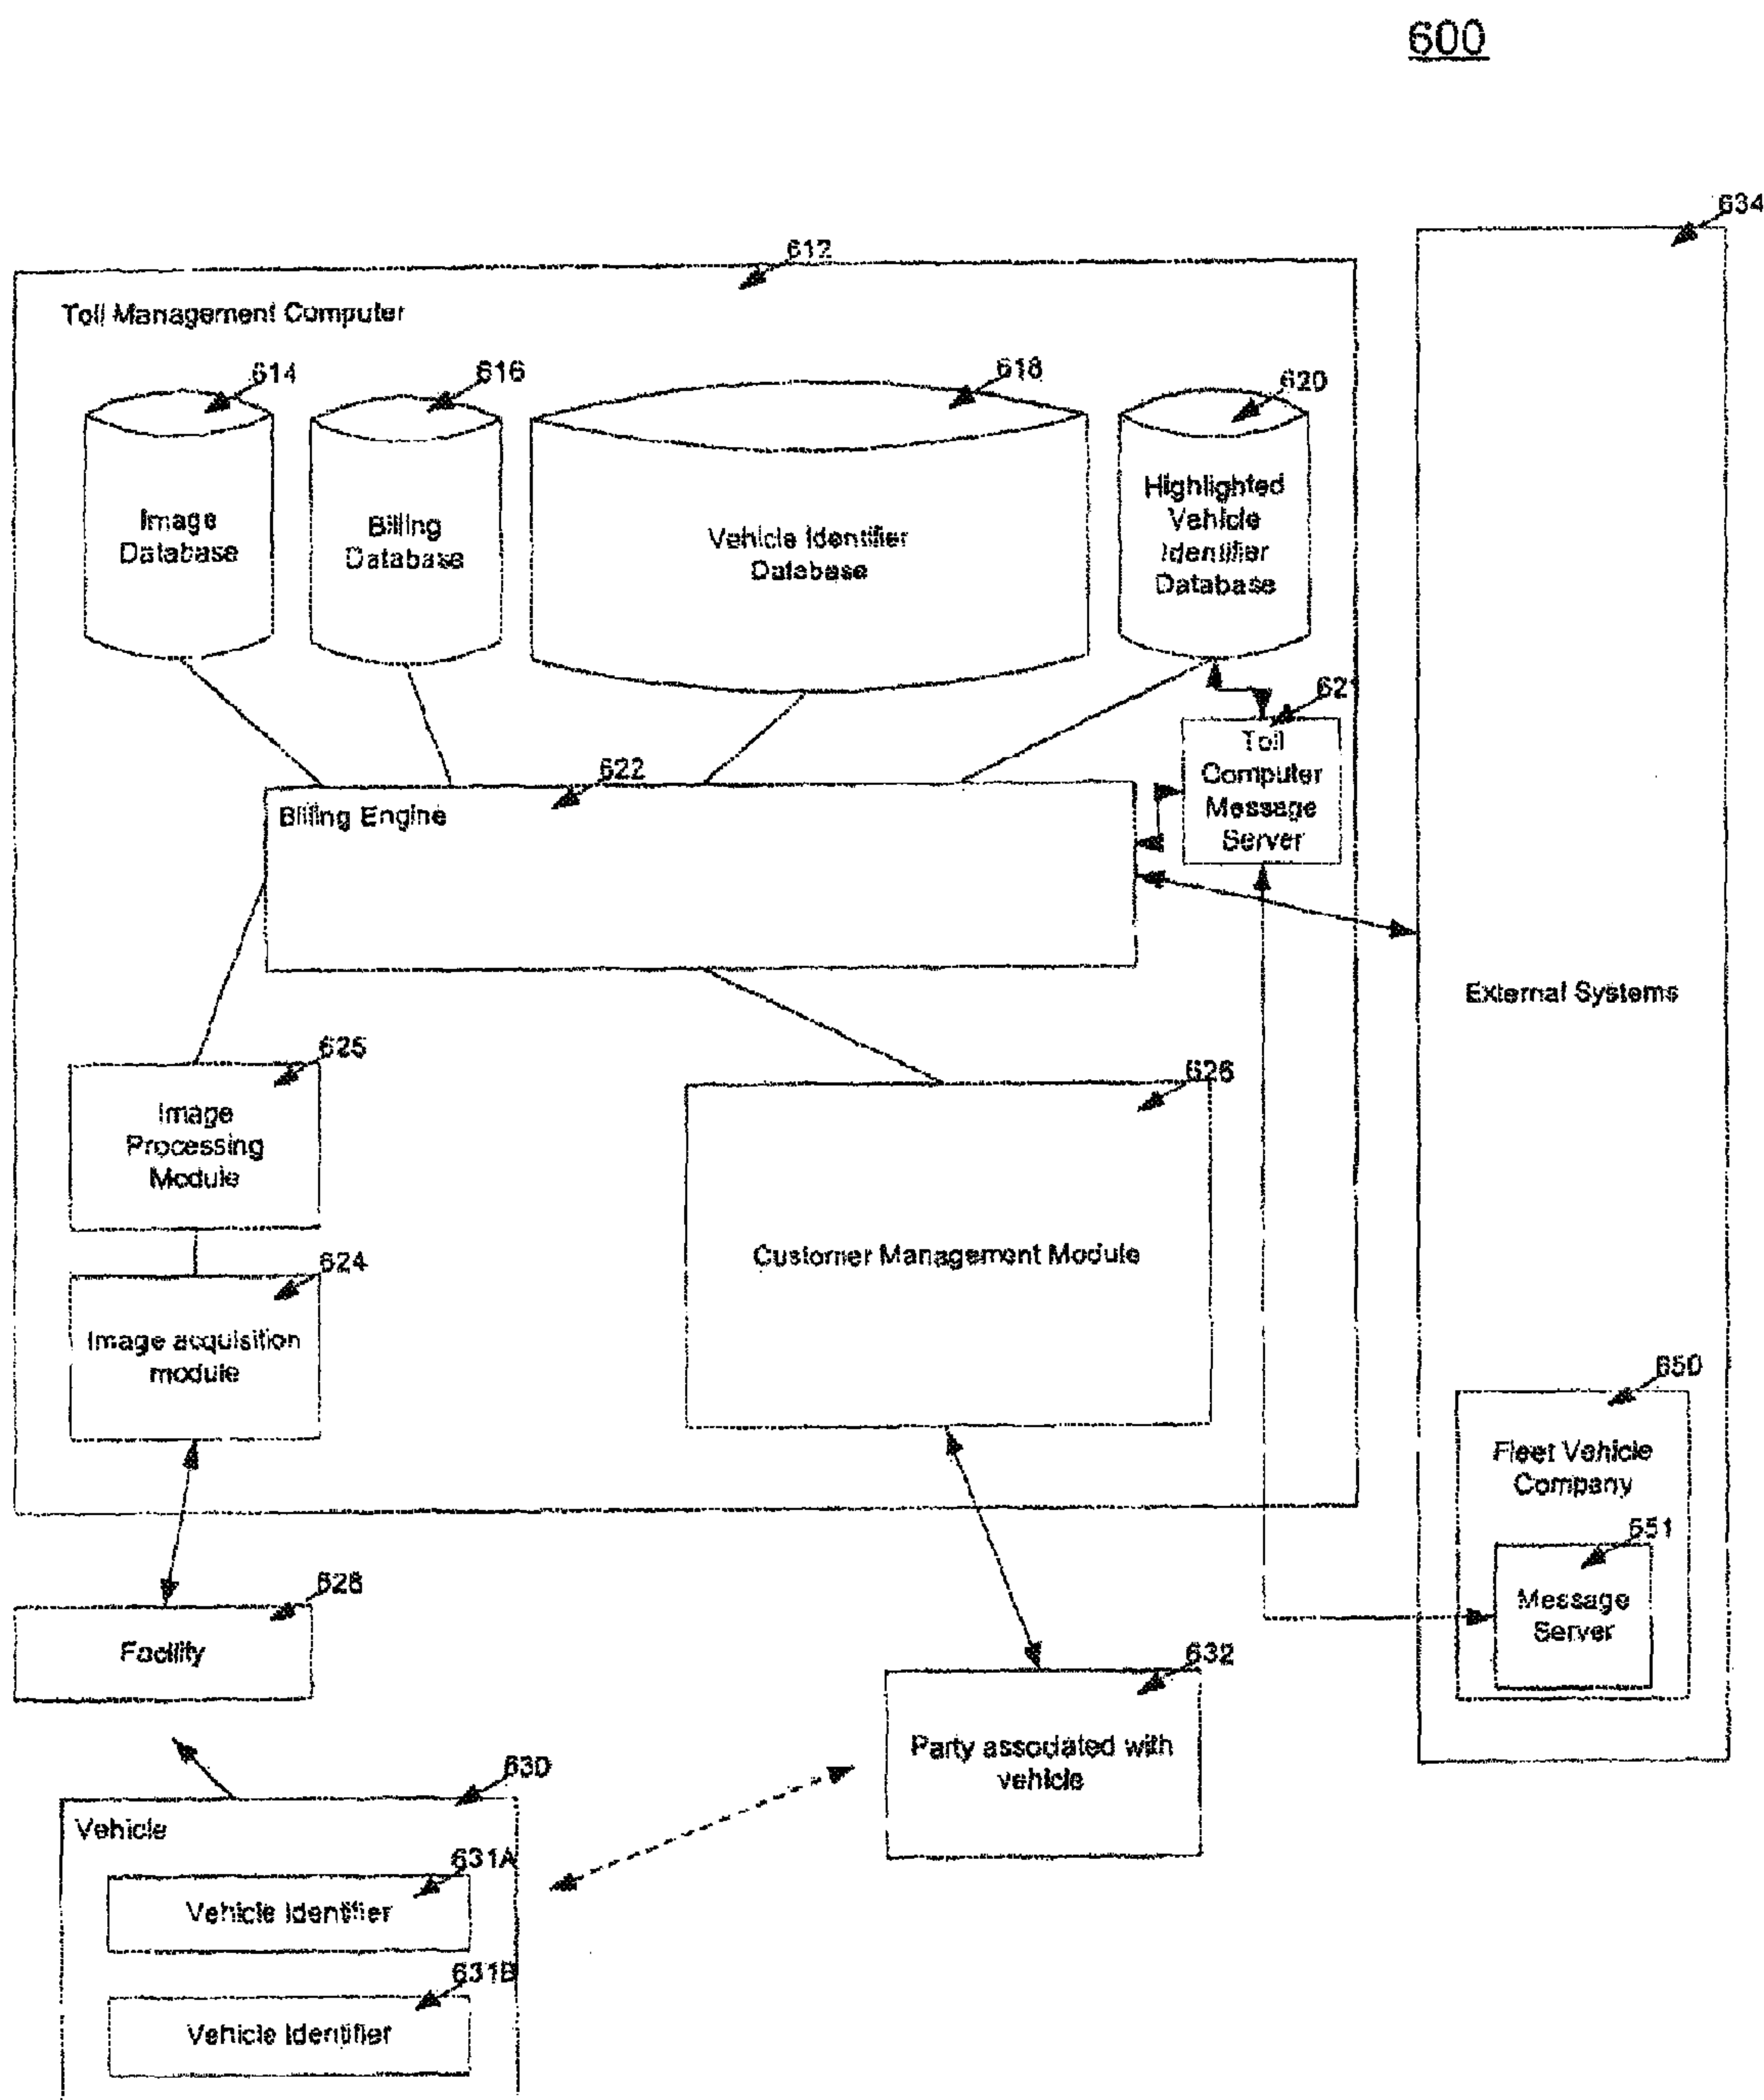 600
634
612
Toll Management Computer
614
616
618
620
Image
Database
Billing
Database
Vehicle Identifier
Database
Highlighted
Vehicle
Identifier
Database
621
Toll
Computer
Message
Server
622
Billing Engine
External Systems
625
Image
Processing
Module
626
Customer Management Module
624
Image acquisition
module
650
Fleet Vehicle
Company
651
Message
Server
628
Facility
632
Party associated with
vehicle
630
Vehicle
631A
Vehicle Identifier
631B
Vehicle Identifier